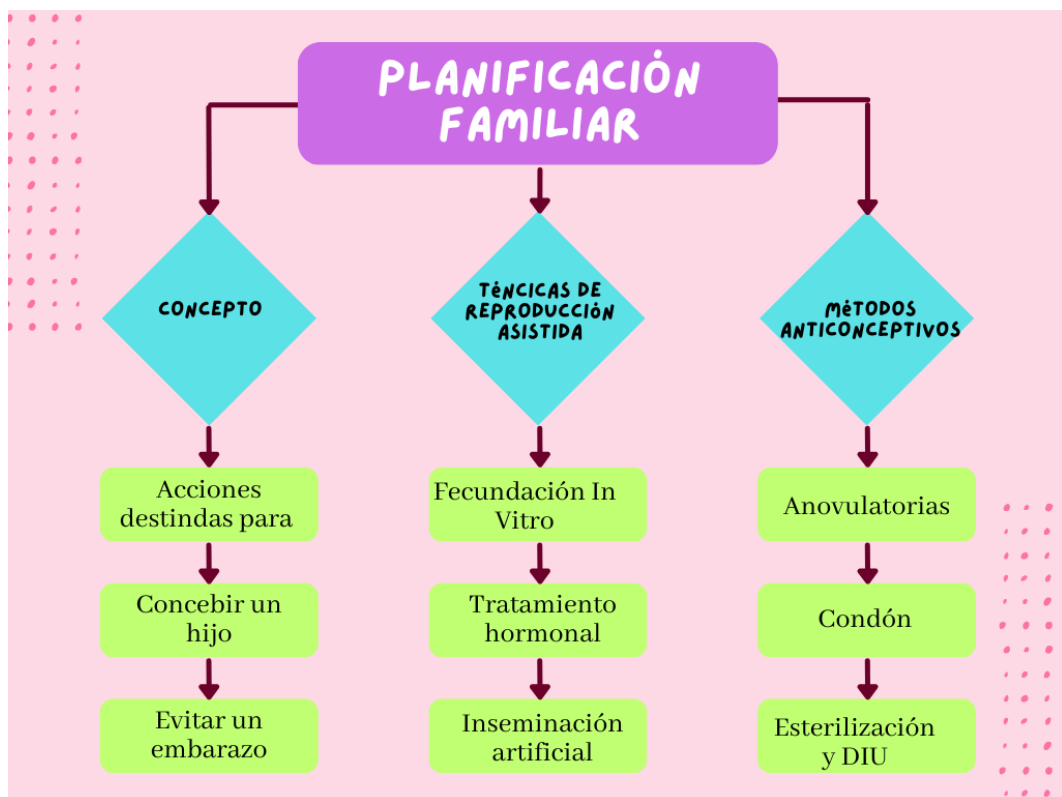 PLANIFICACIÓN
FAMILIAR
CONCEPTO
TÉNCICAS DE
REPRODUCCIÓN
ASISTIDA
MÉTODOS
ANTICONCEPTIVOS
Acciones
destindas para
Fecundación In
Vitro
Anovulatorias
Concebir un
hijo
Tratamiento
hormonal
Condón
Evitar un
embarazo
Inseminación
artificial
Esterilización
y DIU